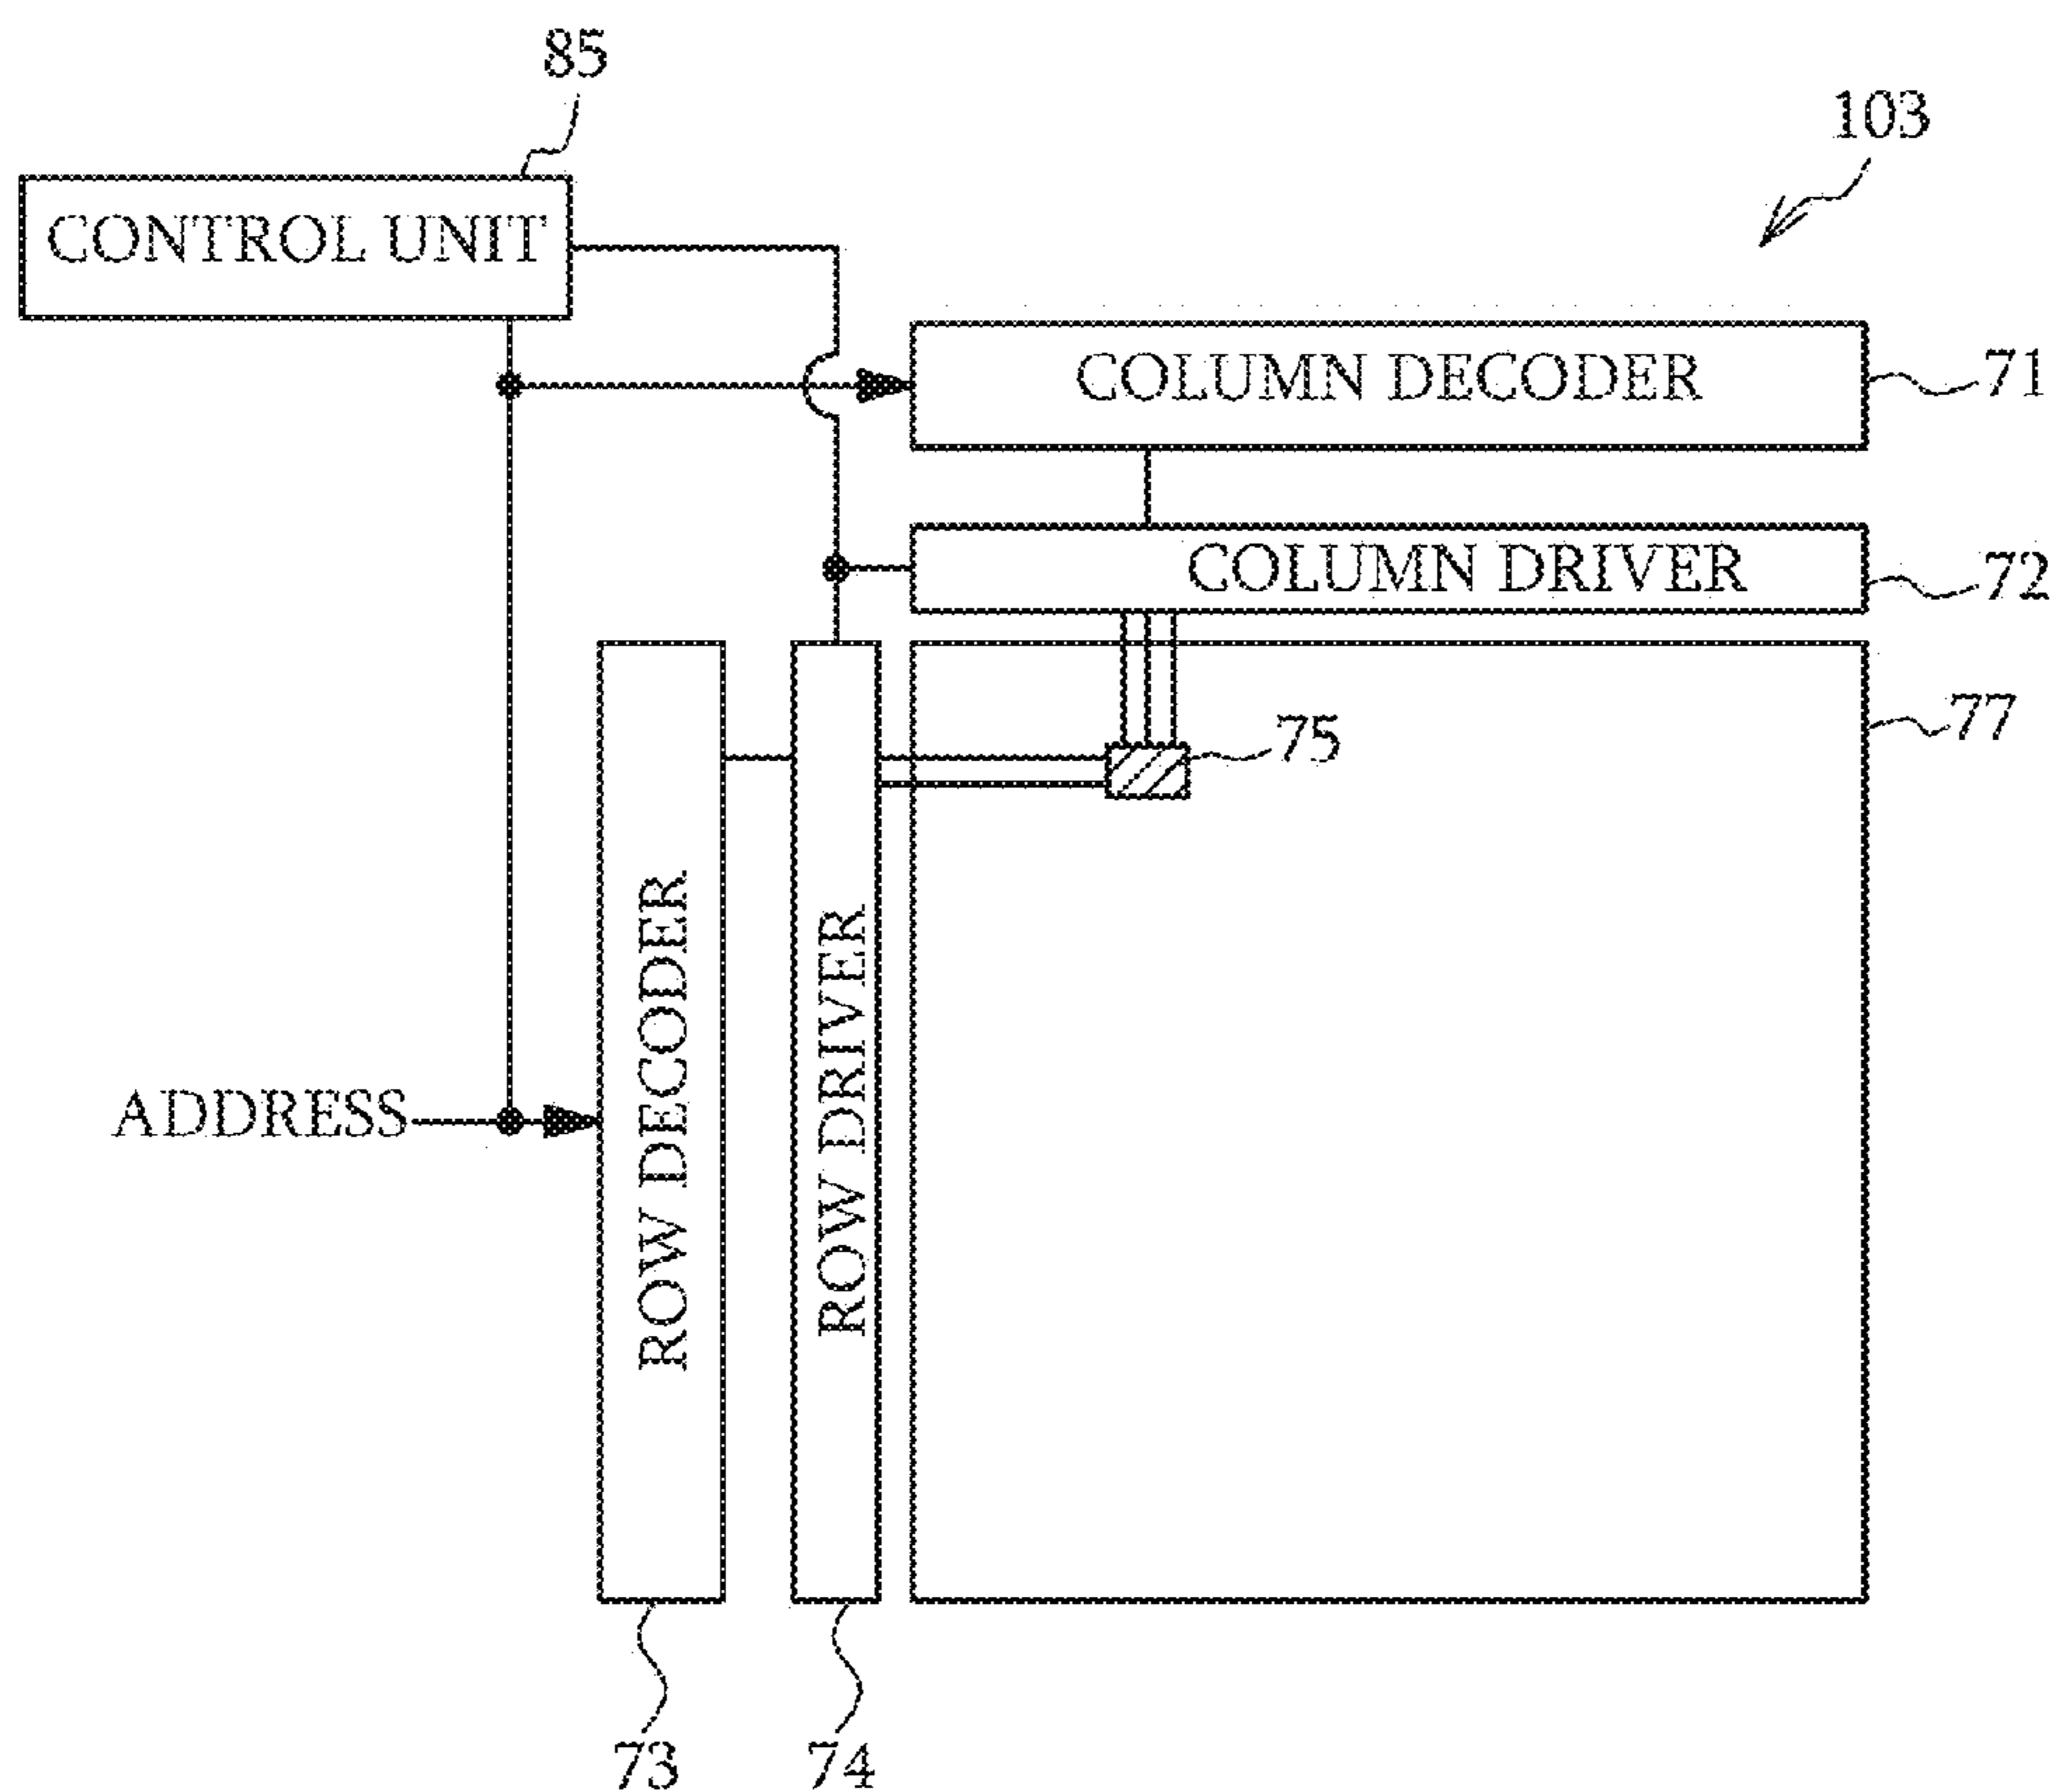 85
103
CONTROL UNIT
COLUMN DECODER
71
COLUMN DRIVER
72
77
75
ROW DECODER
ROW DRIVER
ADDRESS
73
74